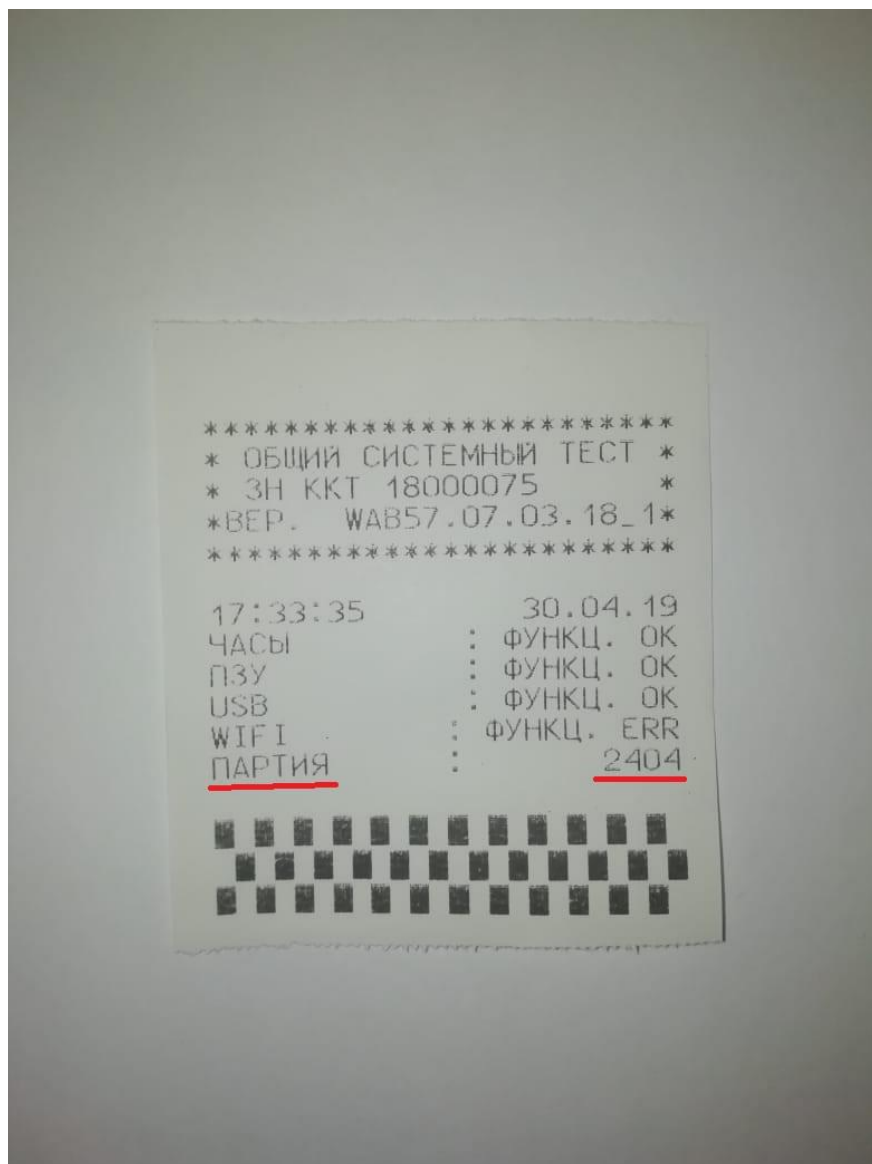 ************************
* ОБЩИЙ СИСТЕМНЫЙ ТЕСТ *
* ЗН ККТ 18000075      *
*ВЕР.  WAB57.07.03.18_1*
************************
17:33:35        30.04.19
ЧАСЫ         : ФУНКЦ. OK
ПЗУ          : ФУНКЦ. OK
USB          : ФУНКЦ. OK
WIFI        : ФУНКЦ. ERR
ПАРТИЯ      :       2404